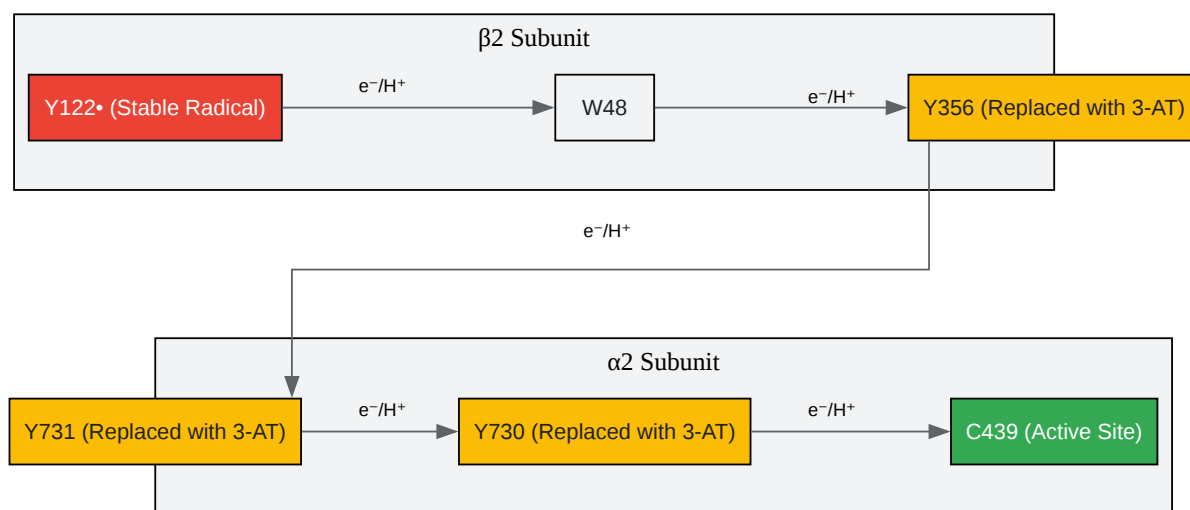 β2 Subunit
Y122• (Stable Radical)
e⁻/H⁺
W48
e⁻/H⁺
Y356 (Replaced with 3-AT)
e⁻/H⁺
α2 Subunit
Y731 (Replaced with 3-AT)
e⁻/H⁺
Y730 (Replaced with 3-AT)
e⁻/H⁺
C439 (Active Site)